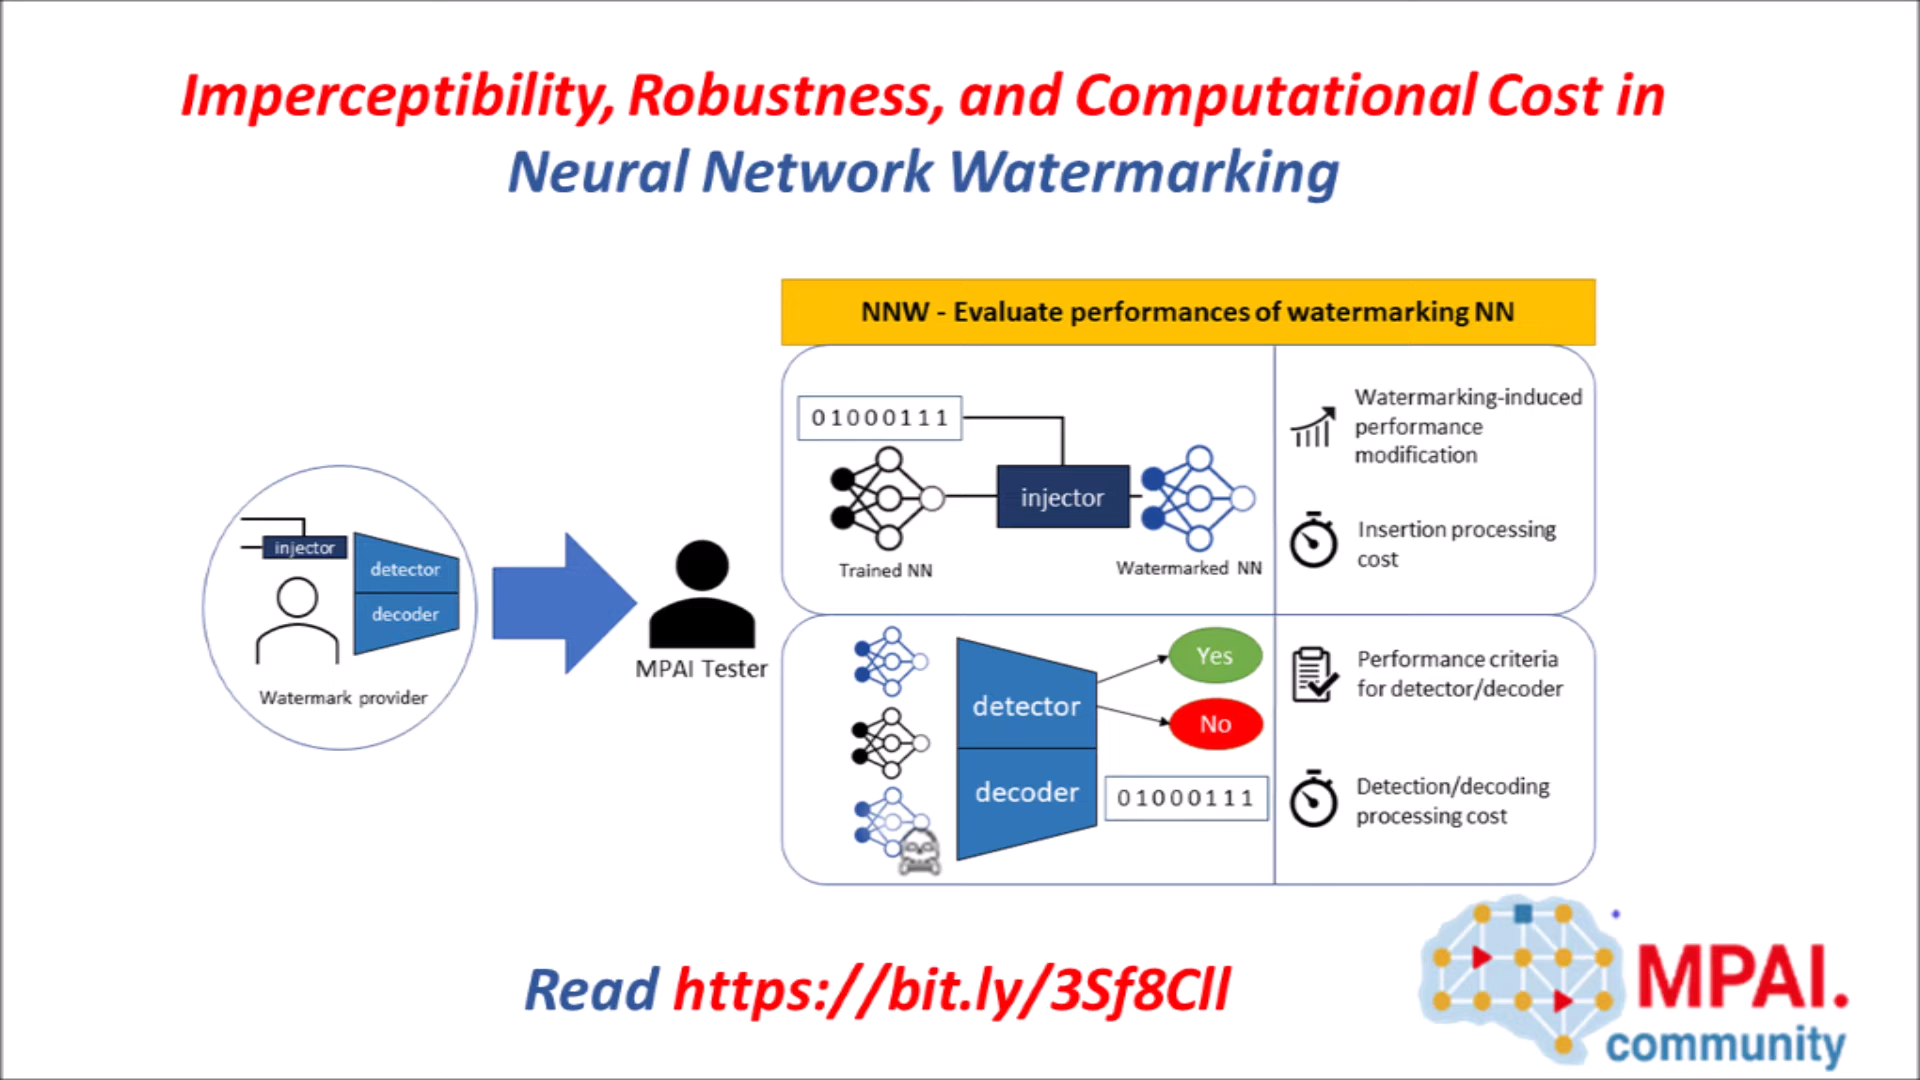 Imperceptibility, Robustness, and Computational Cost in
Neural Network Watermarking
NNW - Evaluate performances of watermarking NN
01000111
injector
Trained NN
Watermarked NN
Watermarking-induced
performance
modification
Insertion processing
cost
injector
detector
decoder
Watermark provider
MPAI Tester
detector
decoder
Yes
No
01000111
Performance criteria
for detector/decoder
Detection/decoding
processing cost
Read https://bit.ly/3Sf8Cll
MPAI.
community